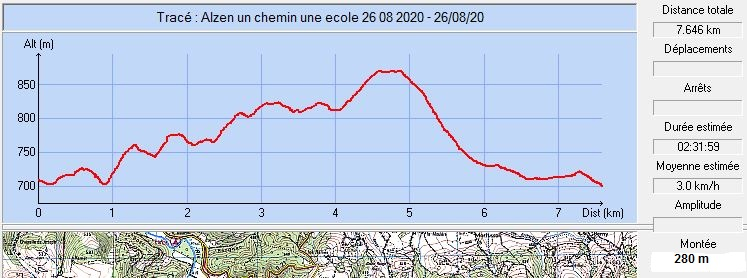 Tracé : Alzen un chemin une ecole 26 08 2020 - 26/08/20
Alt (m)
850
800
750
700
0 1 2 3 4 5 6 7 Dist (km)
Distance totale
7.646 km
Déplacements
Arrêts
Durée estimée
02:31:59
Moyenne estimée
3.0 km/h
Amplitude
Montée
280 m